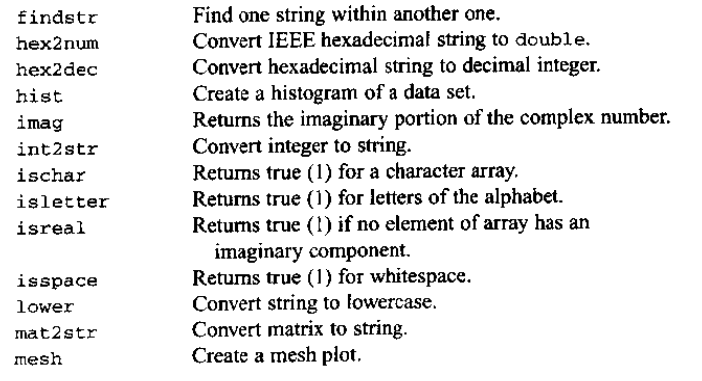 findstr Find one string within another one.
hex2num Convert IEEE hexadecimal string to double.
hex2dec Convert hexadecimal string to decimal integer.
hist Create a histogram of a data set.
imag Returns the imaginary portion of the complex number.
int2str Convert integer to string.
ischar Returns true (1) for a character array.
isletter Returns true (1) for letters of the alphabet.
isreal Returns true (1) if no element of array has an
imaginary component.
isspace Returns true (1) for whitespace.
lower Convert string to lowercase.
mat2str Convert matrix to string.
mesh Create a mesh plot.